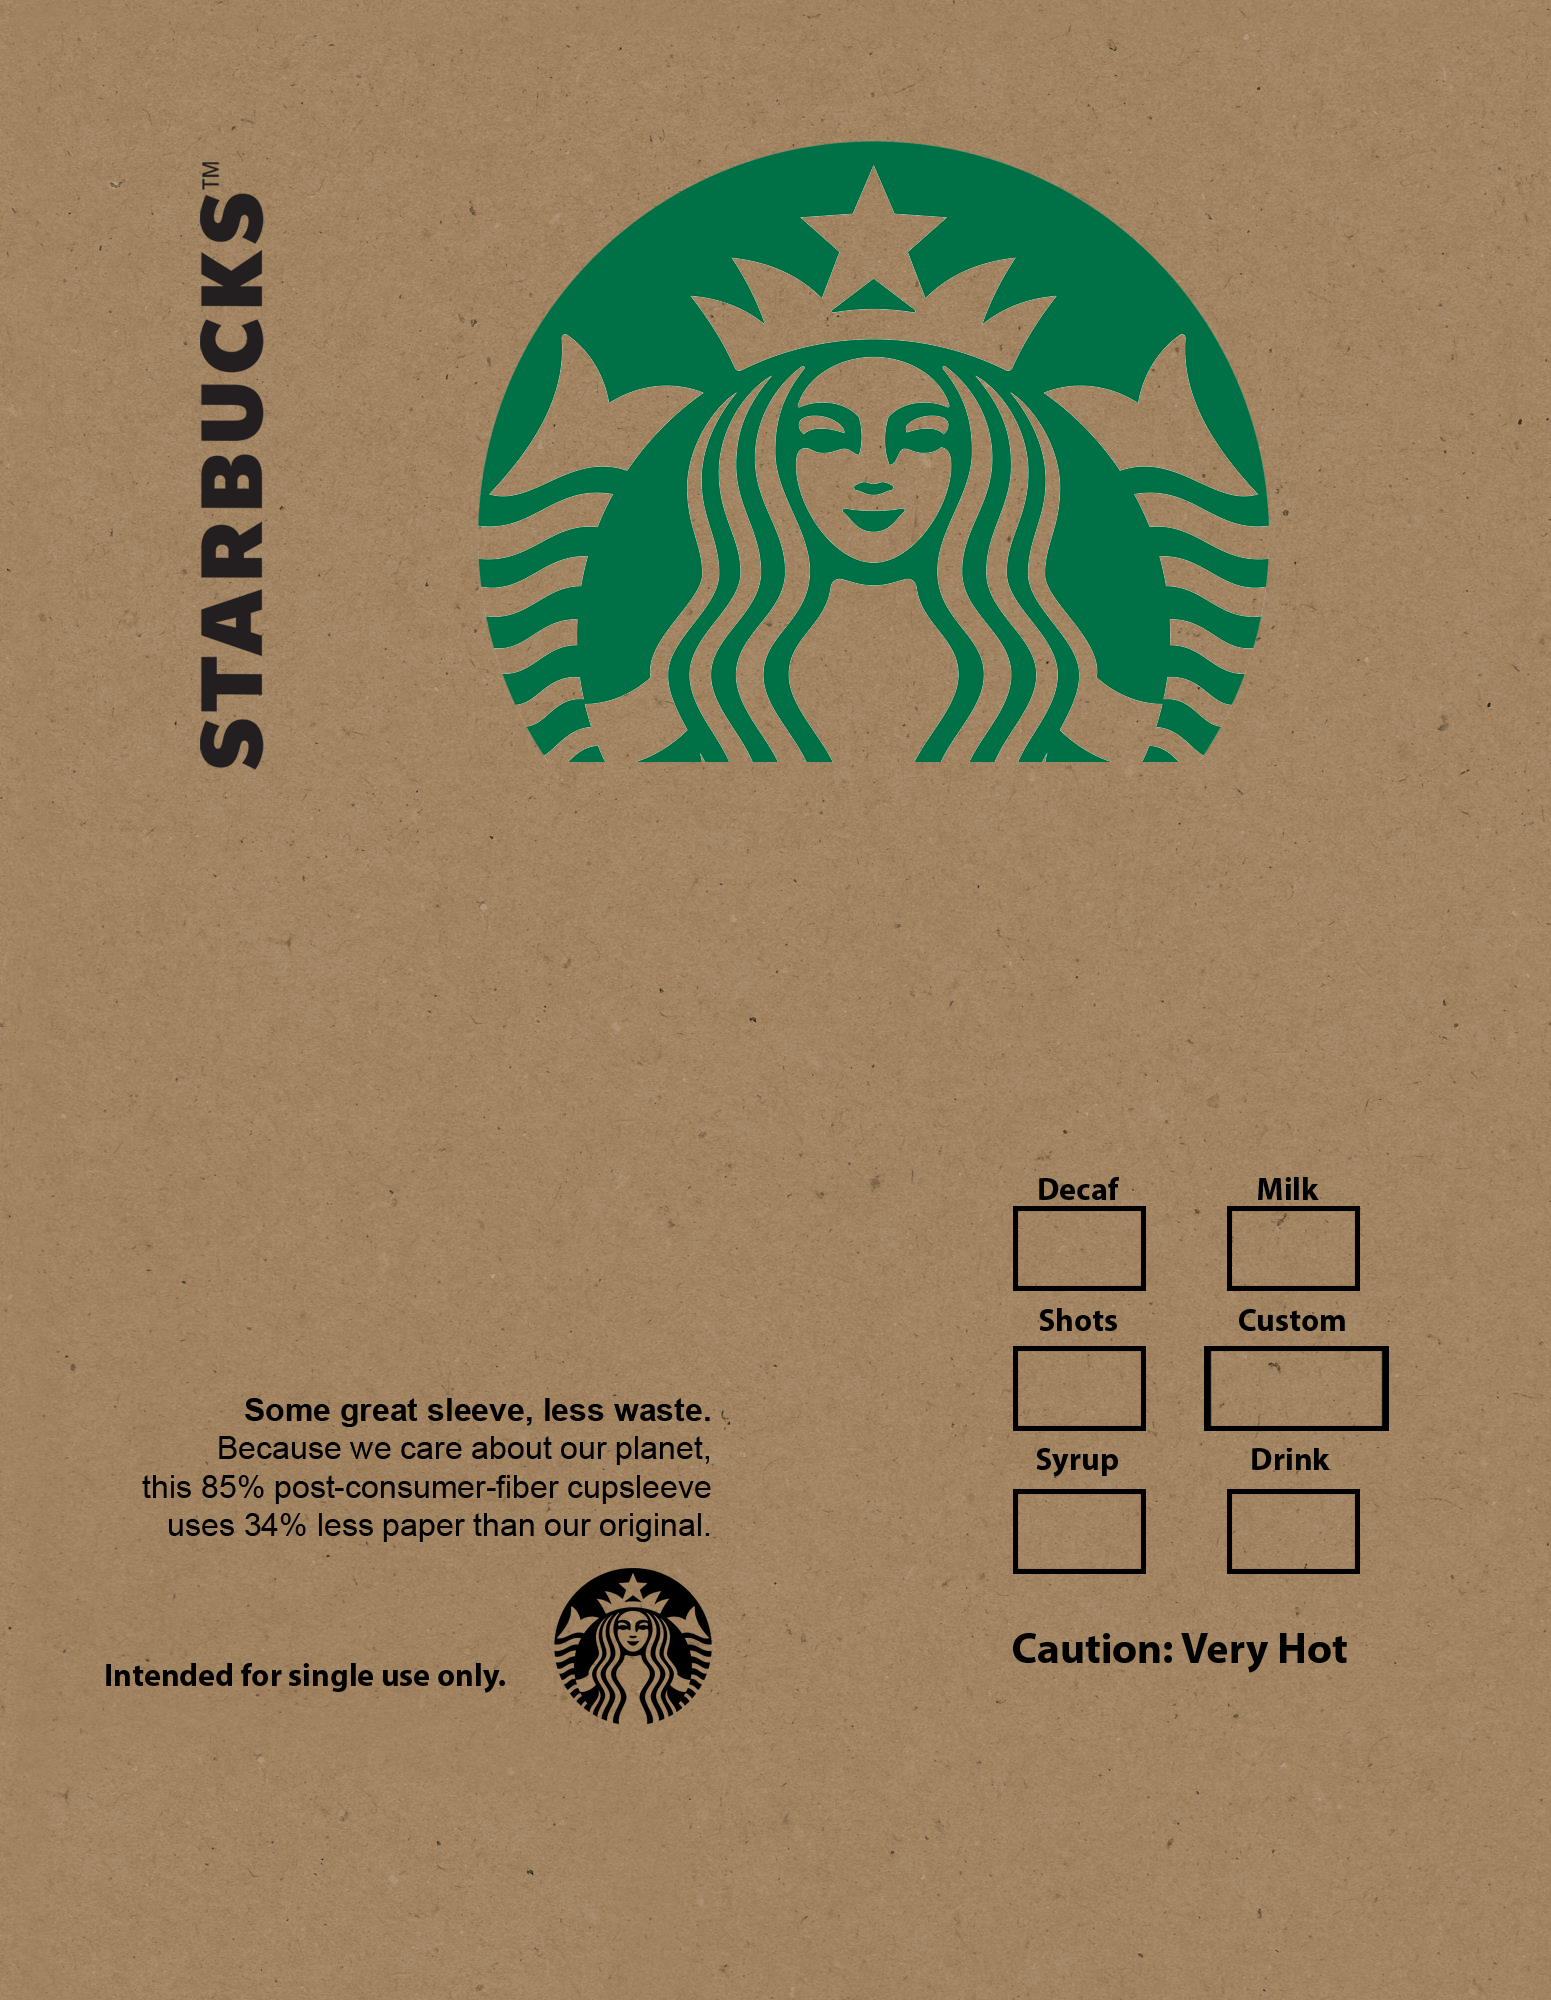 STARBUCKS™
Decaf Milk
Shots Custom
Syrup Drink
Some great sleeve, less waste.
Because we care about our planet,
this 85% post-consumer-fiber cupsleeve
uses 34% less paper than our original.
Intended for single use only.
Caution: Very Hot